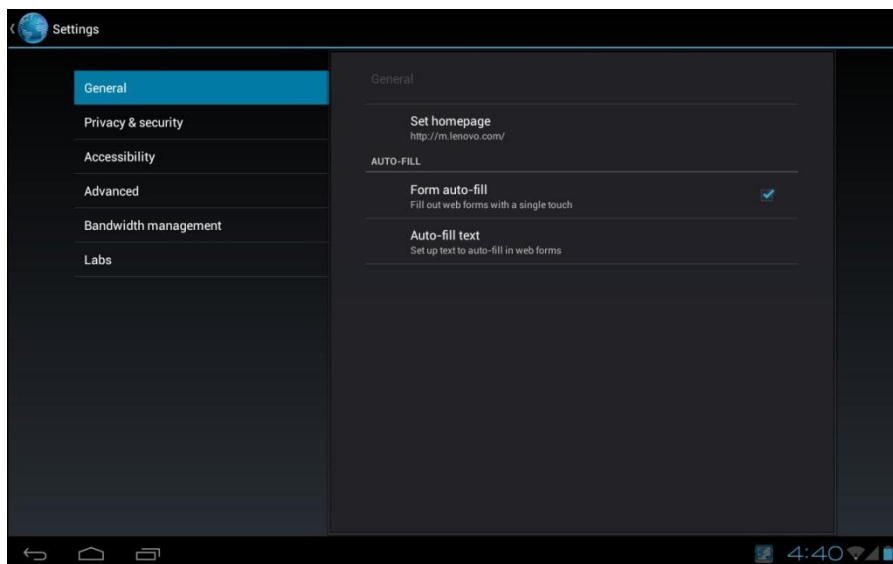 Settings
General
Privacy & security
Accessibility
Advanced
Bandwidth management
Labs
General
Set homepage
http://m.lenovo.com/
AUTO-FILL
Form auto-fill
Fill out web forms with a single touch
Auto-fill text
Set up text to auto-fill in web forms
4:40